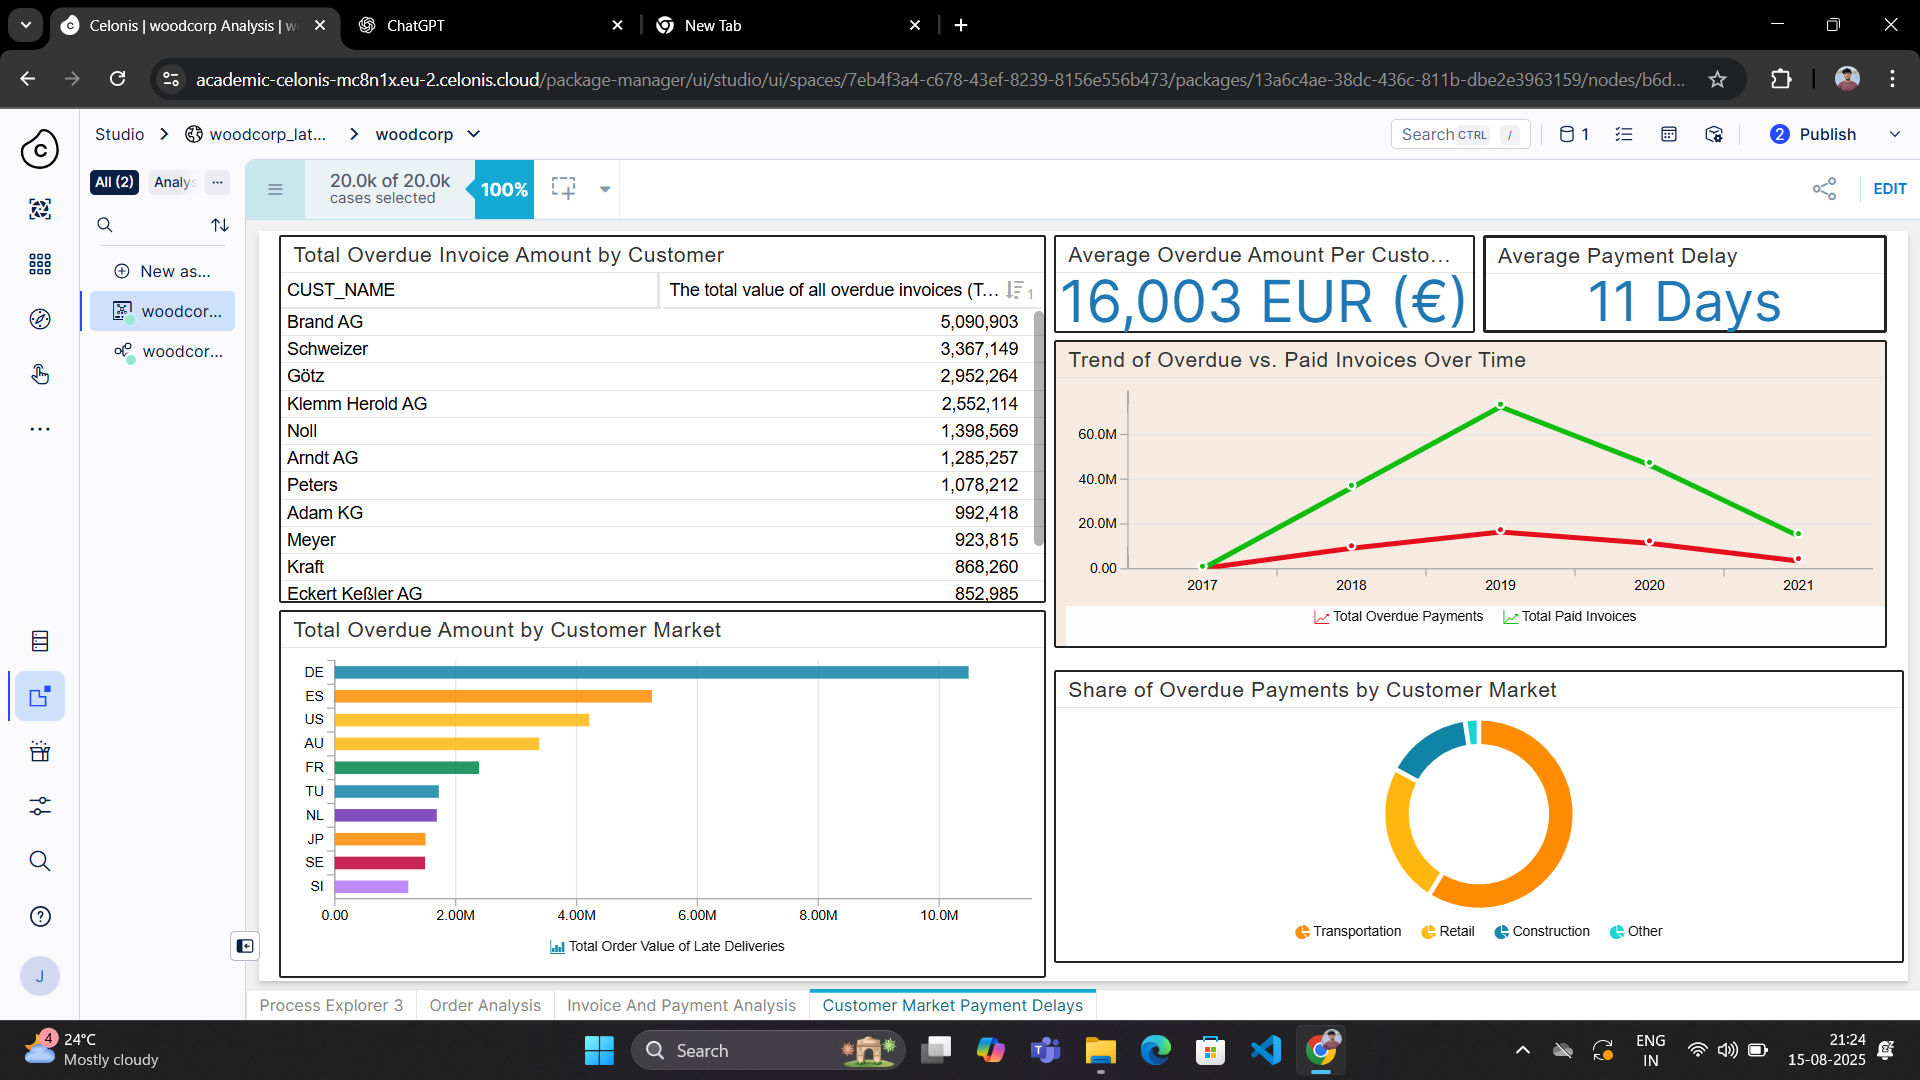 Celonis | woodcorp Analysis | w
ChatGPT
New Tab
academic-celonis-mc8n1x.eu-2.celonis.cloud/package-manager/ui/studio/ui/spaces/7eb4f3a4-c678-43ef-8239-8156e556b473/packages/13a6c4ae-38dc-436c-811b-dbe2e3963159/nodes/b6d...
Studio
woodcorp_lat...
woodcorp
Search CTRL /
1
2 Publish
All (2)
Analys
...
20.0k of 20.0k
cases selected
100%
EDIT
New as...
woodcor...
woodcor...
Total Overdue Invoice Amount by Customer
CUST_NAME The total value of all overdue invoices (T... 1
Brand AG 5,090,903
Schweizer 3,367,149
Götz 2,952,264
Klemm Herold AG 2,552,114
Noll 1,398,569
Arndt AG 1,285,257
Peters 1,078,212
Adam KG 992,418
Meyer 923,815
Kraft 868,260
Eckert Keßler AG 852,985
Average Overdue Amount Per Custo...
16,003 EUR (€)
Average Payment Delay
11 Days
Trend of Overdue vs. Paid Invoices Over Time
60.0M
40.0M
20.0M
0.00
2017 2018 2019 2020 2021
Total Overdue Payments Total Paid Invoices
Total Overdue Amount by Customer Market
DE
ES
US
AU
FR
TU
NL
JP
SE
SI
0.00 2.00M 4.00M 6.00M 8.00M 10.0M
Total Order Value of Late Deliveries
Share of Overdue Payments by Customer Market
Transportation Retail Construction Other
J
Process Explorer 3
Order Analysis
Invoice And Payment Analysis
Customer Market Payment Delays
4
24°C
Mostly cloudy
Search
ENG
IN
21:24
15-08-2025